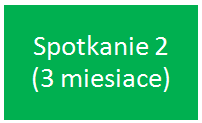 Spotkanie 2
(3 miesiace)